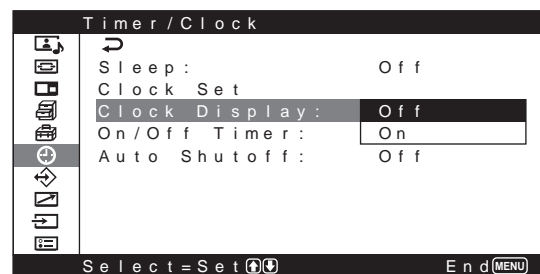 Timer/Clock
Sleep: Off
Clock Set
Clock Display: Off
On/Off Timer: On
Auto Shutoff: Off
Select=Set End MENU